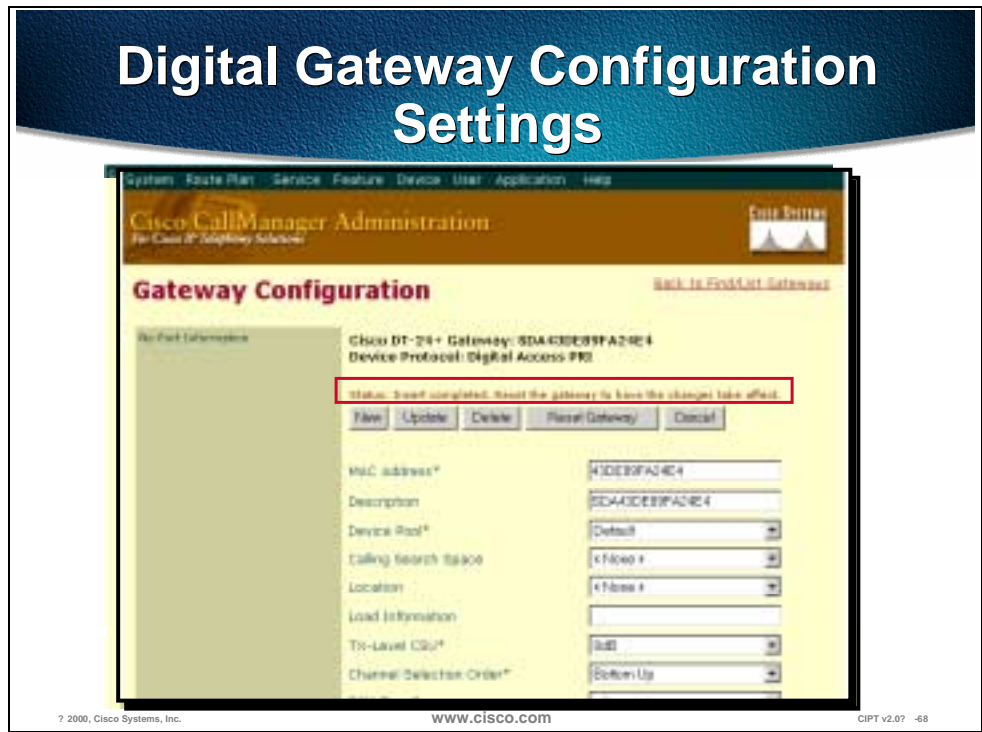 Digital Gateway Configuration
Settings
System Route Plan Service Feature Device User Application Help
Cisco CallManager Administration
For Cisco IP Telephony Solutions
Cisco Systems
Gateway Configuration
Back to Find/List Gateways
No Port Information
Cisco DT-24+ Gateway: SDA43DE89FA24E4
Device Protocol: Digital Access PRI
Status: Insert completed. Reset the gateway to have the changes take affect.
New Update Delete Reset Gateway Cancel
MAC address* 43DE89FA24E4
Description SDA43DE89FA24E4
Device Pool* Default
Calling Search Space < None >
Location < None >
Load Information
Tx-Level CSU* 0dB
Channel Selection Order* Bottom Up
? 2000, Cisco Systems, Inc.
www.cisco.com
CIPT v2.0? -68